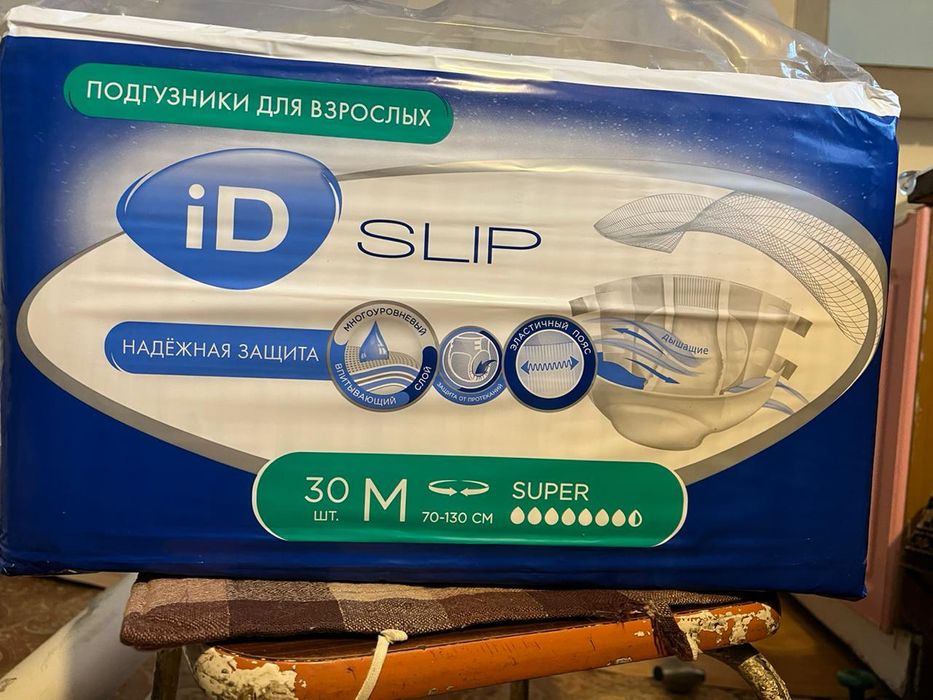 ПОДГУЗНИКИ ДЛЯ ВЗРОСЛЫХ
iD
SLIP
НАДЁЖНАЯ ЗАЩИТА
МНОГОУРОВНЕВЫЙ
ВПИТЫВАЮЩИЙ СЛОЙ
ЗАЩИТА ОТ ПРОТЕКАНИЙ
ЭЛАСТИЧНЫЙ ПОЯС
дышащие
30 ШТ.
M
70-130 СМ
SUPER